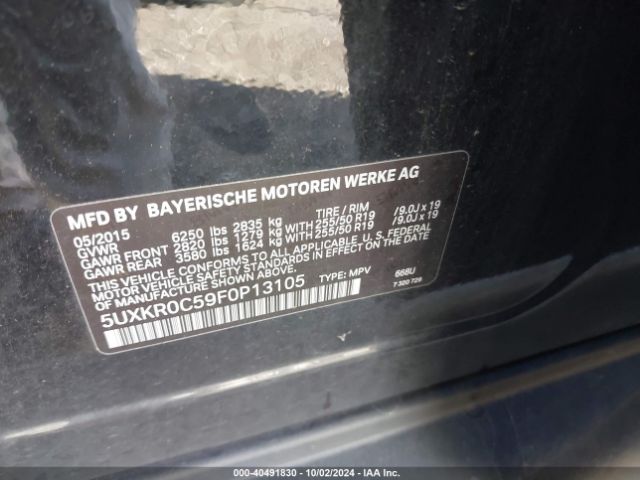 MFD BY BAYERISCHE MOTOREN WERKE AG
05/2015 TIRE / RIM
GVWR 6250 lbs 2835 kg
GAWR FRONT 2820 lbs 1279 kg WITH 255/50 R19 /9.0J x 19
GAWR REAR 3580 lbs 1624 kg WITH 255/50 R19 /9.0J x 19
THIS VEHICLE CONFORMS TO ALL APPLICABLE U.S. FEDERAL
MOTOR VEHICLE SAFETY STANDARDS IN EFFECT ON THE DATE
OF MANUFACTURE SHOWN ABOVE.
5UXKR0C59F0P13105 TYPE: MPV 668U
7 320 726
000-40491830 - 10/02/2024 - IAA Inc.